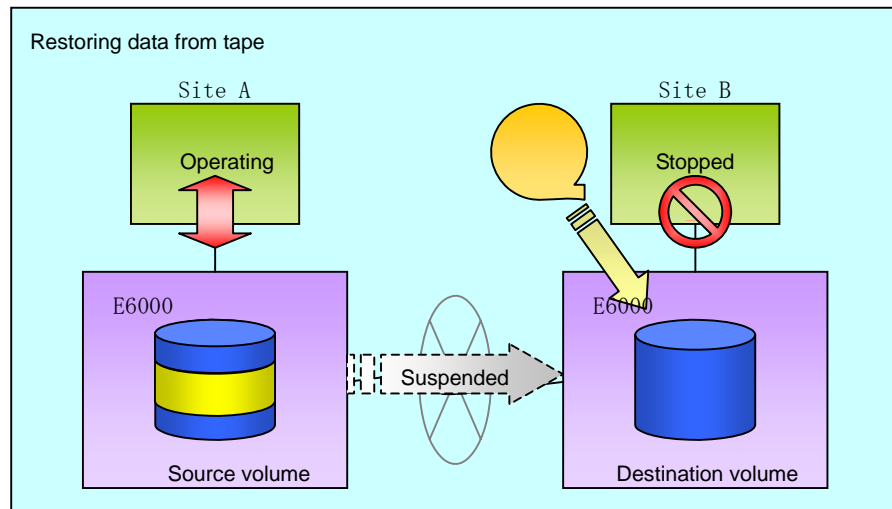 Restoring data from tape
Site A
Site B
Operating
Stopped
E6000
E6000
Suspended
Source volume
Destination volume